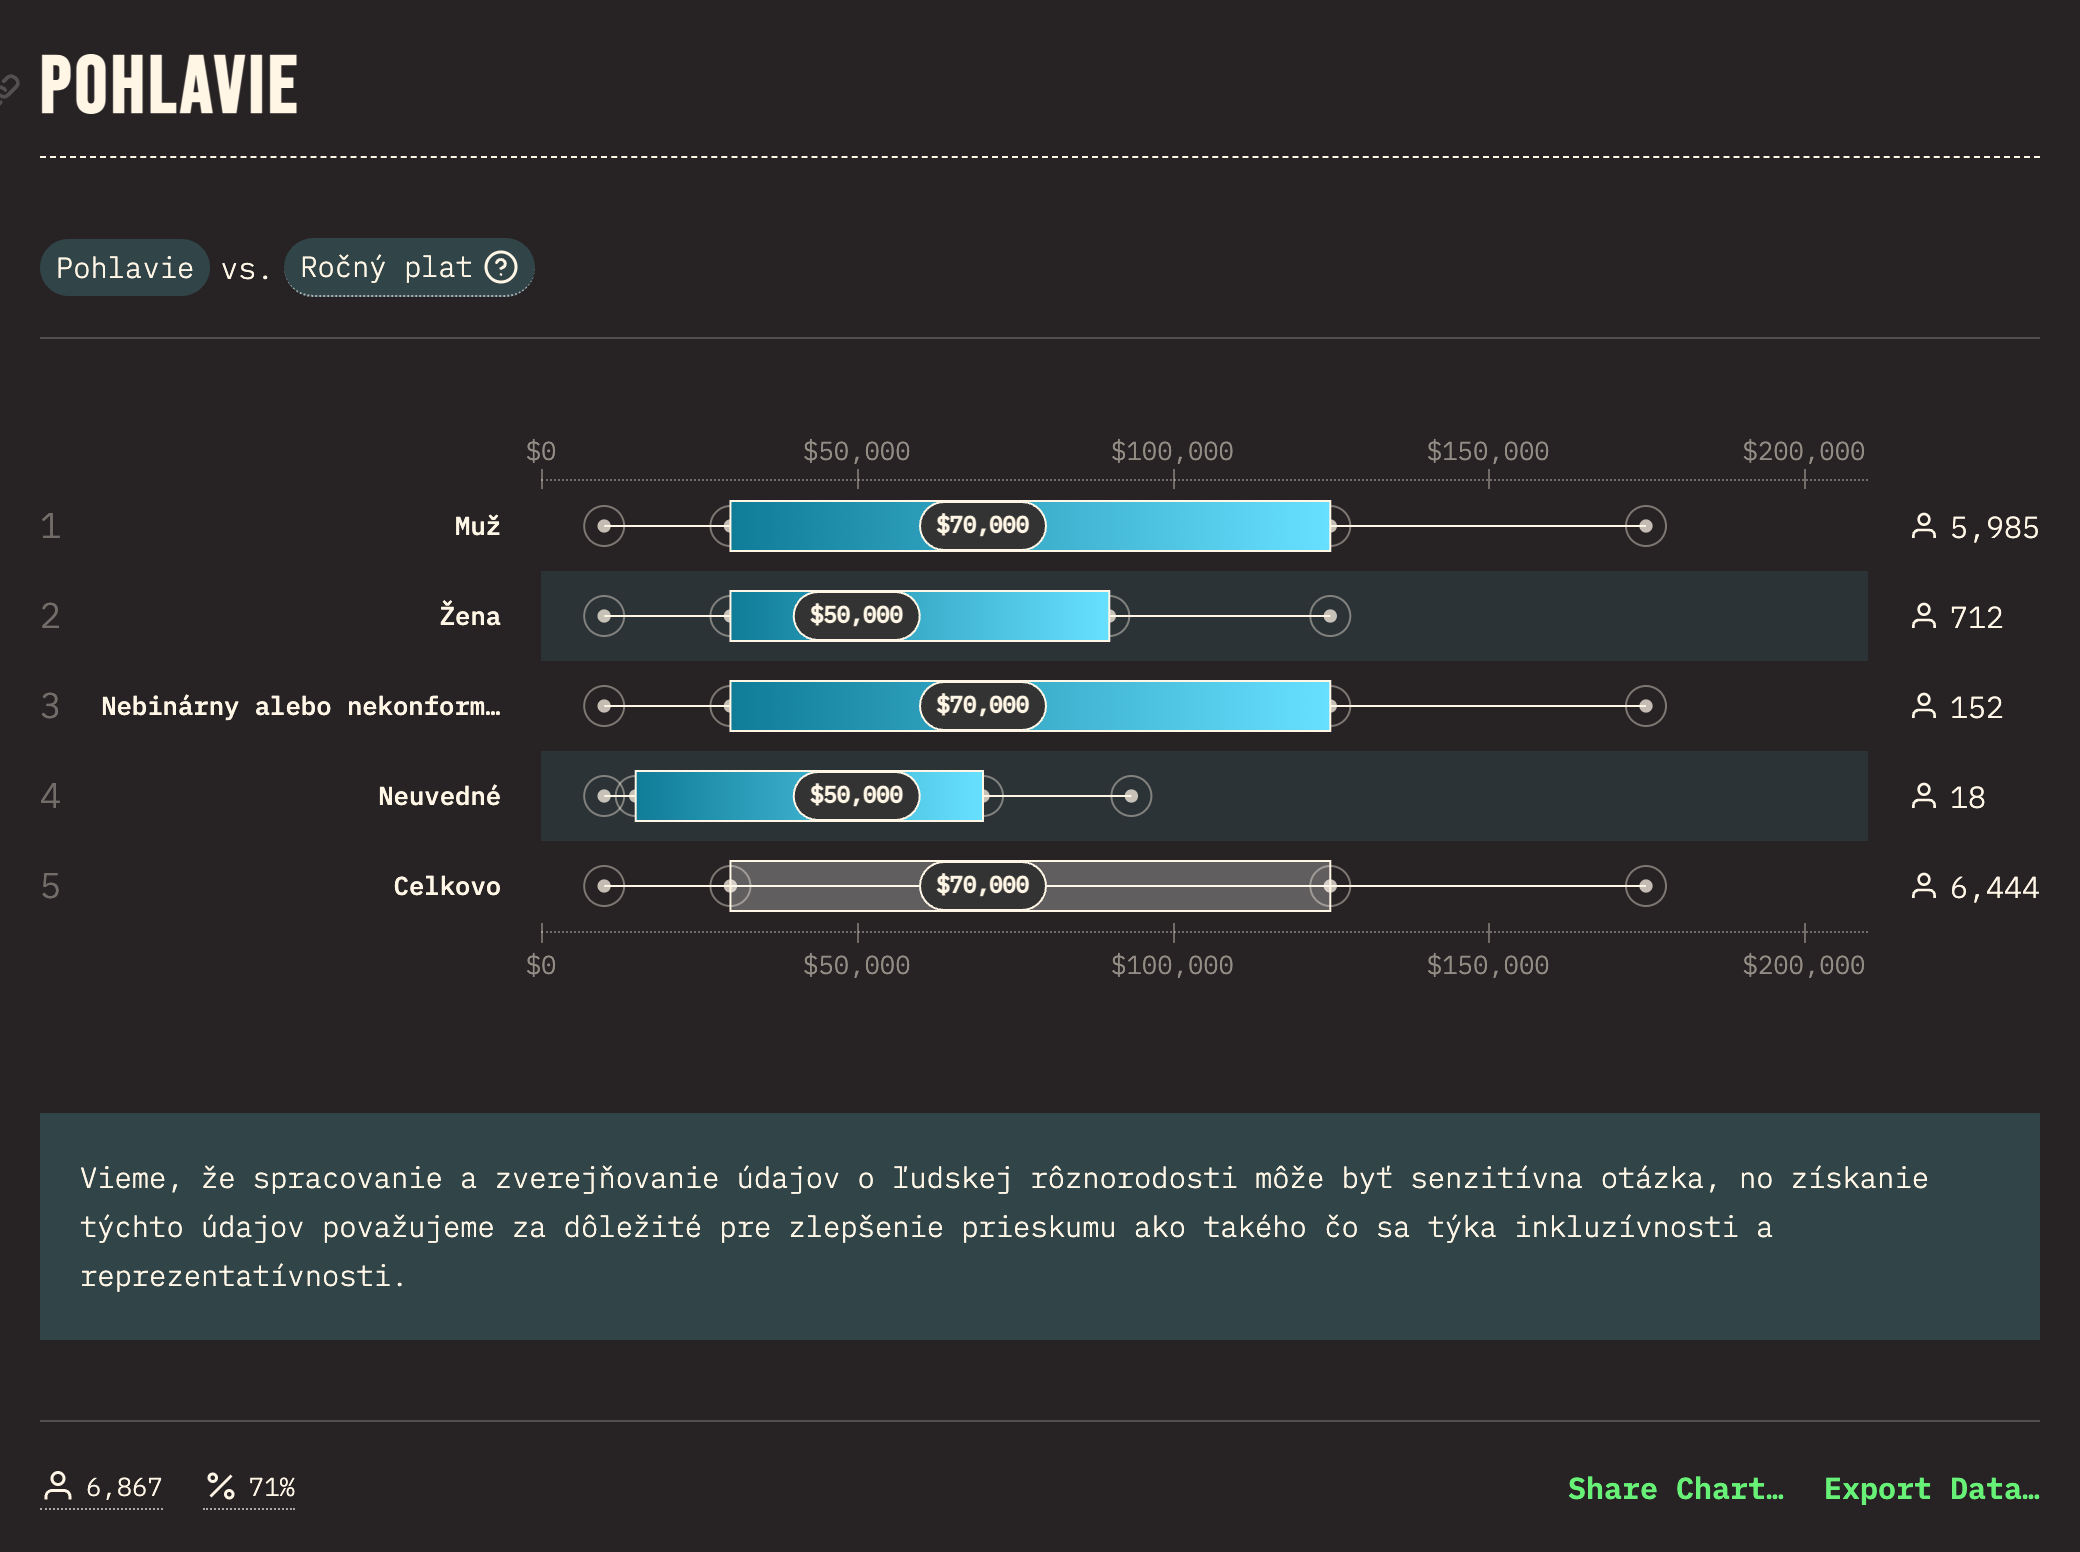 POHLAVIE
Pohlavie vs. Ročný plat
$0 $50,000 $100,000 $150,000 $200,000
1 Muž $70,000 5,985
2 Žena $50,000 712
3 Nebinárny alebo nekonform… $70,000 152
4 Neuvedné $50,000 18
5 Celkovo $70,000 6,444
$0 $50,000 $100,000 $150,000 $200,000
Vieme, že spracovanie a zverejňovanie údajov o ľudskej rôznorodosti môže byť senzitívna otázka, no získanie
týchto údajov považujeme za dôležité pre zlepšenie prieskumu ako takého čo sa týka inkluzívnosti a
reprezentatívnosti.
6,867 71% Share Chart… Export Data…